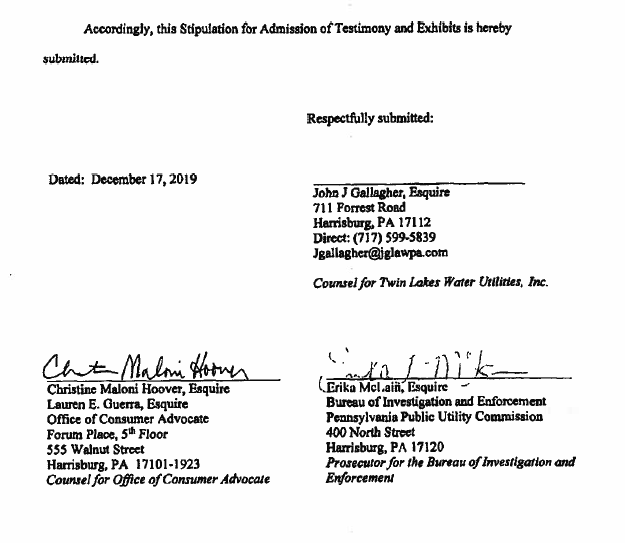 Accordingly, this Stipulation for Admission of Testimony and Exhibits is hereby
submitted.
Respectfully submitted:
Dated: December 17, 2019
John J Gallagher, Esquire
711 Forrest Road
Harrisburg, PA 17112
Direct: (717) 599-5839
Jgallagher@jglawpa.com
Counsel for Twin Lakes Water Utilities, Inc.
Christine Maloni Hoover
Christine Maloni Hoover, Esquire
Lauren E. Guerra, Esquire
Office of Consumer Advocate
Forum Place, 5th Floor
555 Walnut Street
Harrisburg, PA 17101-1923
Counsel for Office of Consumer Advocate
Erika McLain, Esquire
Bureau of Investigation and Enforcement
Pennsylvania Public Utility Commission
400 North Street
Harrisburg, PA 17120
Prosecutor for the Bureau of Investigation and
Enforcement